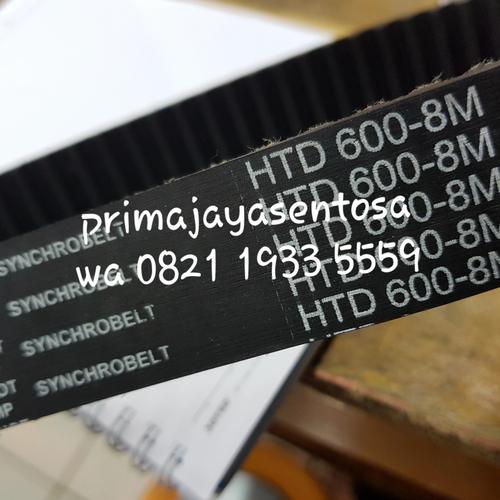 HTD 600-8M
HTD 600-8M
HTD 600-8M
HTD 600-8M
HTD 600-8M
primajayasentosa
wa 0821 1933 5559
SYNCHROBELT
SYNCHROBELT
SYNCHROBELT
SYNCHROBELT